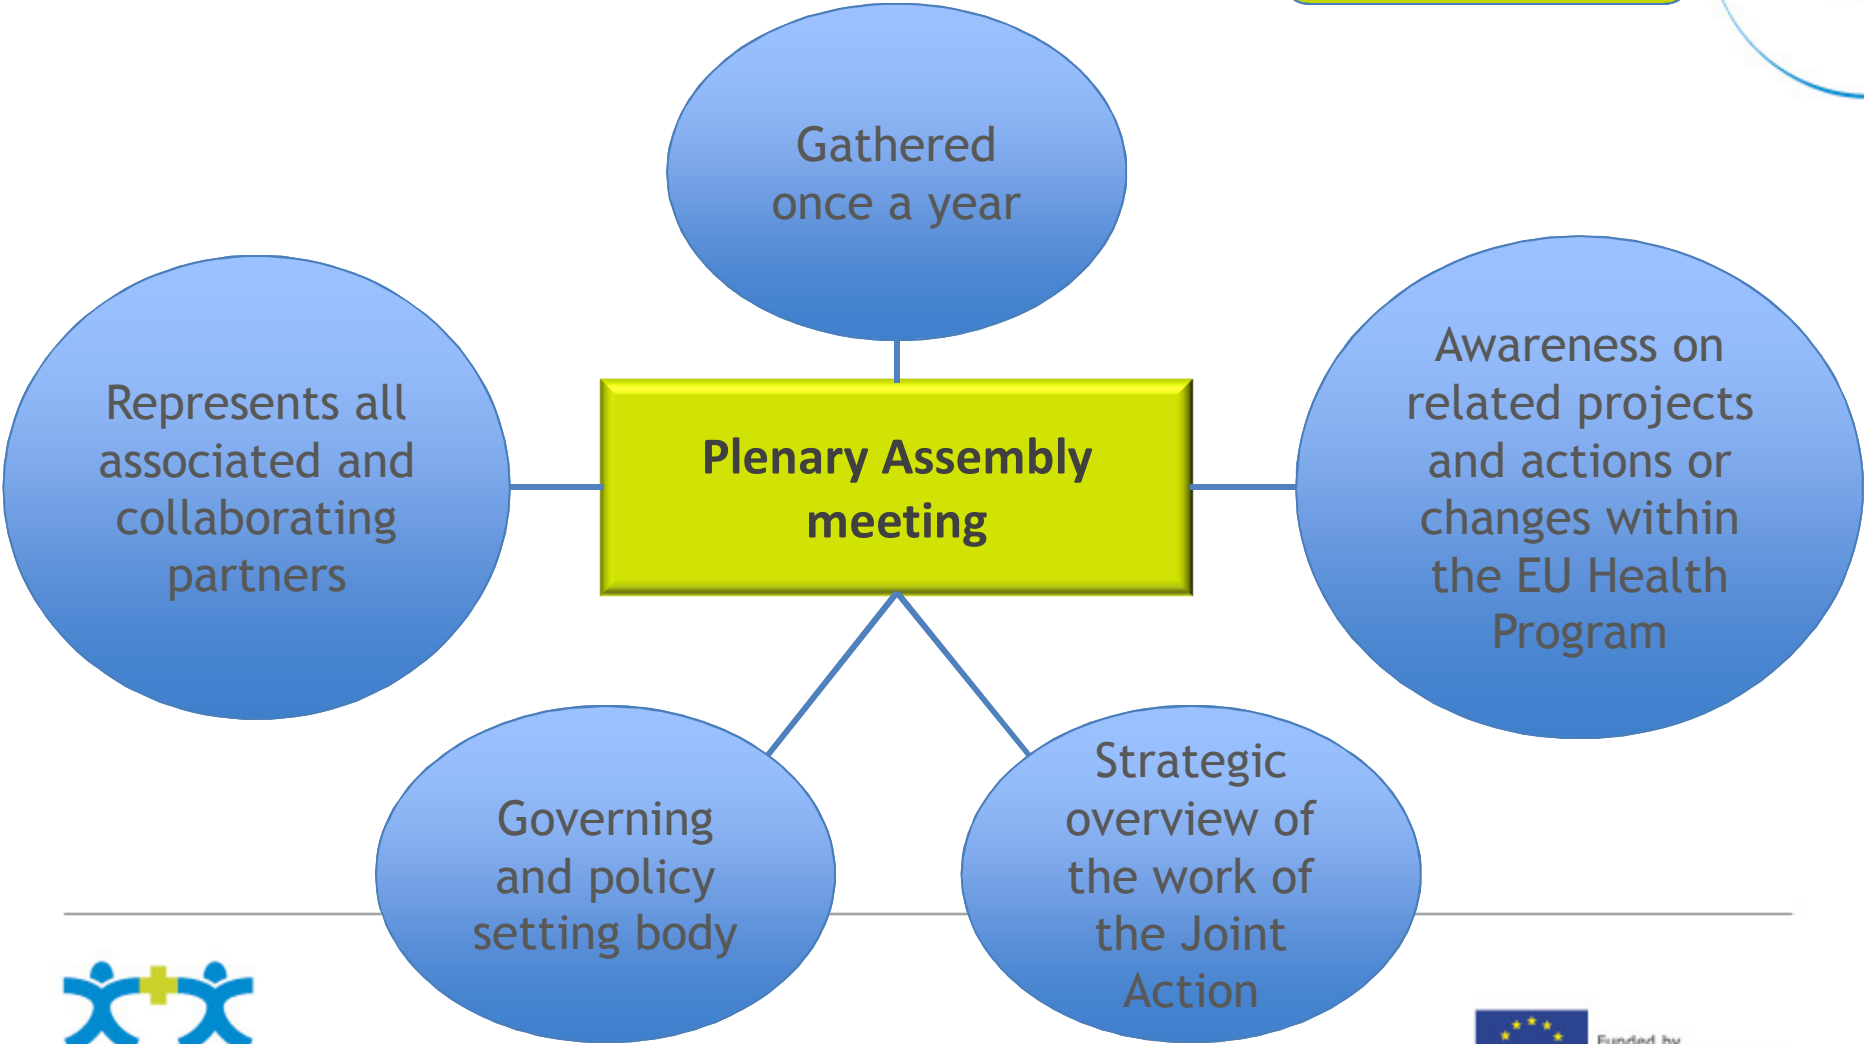 Gathered
once a year
Represents all
associated and
collaborating
partners
Plenary Assembly
meeting
Awareness on
related projects
and actions or
changes within
the EU Health
Program
Governing
and policy
setting body
Strategic
overview of
the work of
the Joint
Action
Funded by